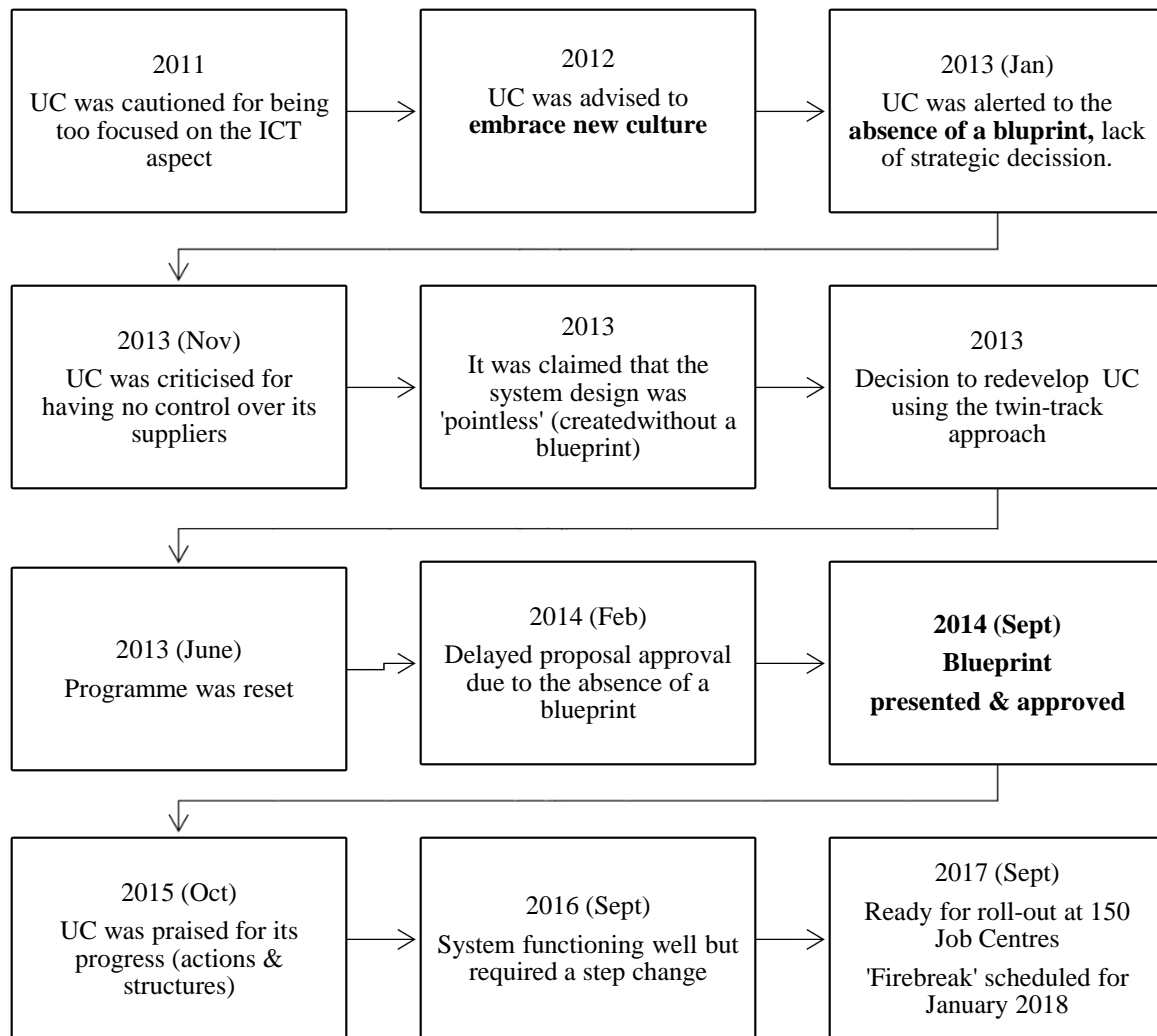 2011
UC was cautioned for being
too focused on the ICT
aspect
2012
UC was advised to
embrace new culture
2013 (Jan)
UC was alerted to the
absence of a bluprint, lack
of strategic decission.
2013 (Nov)
UC was criticised for
having no control over its
suppliers
2013
It was claimed that the
system design was
'pointless' (createdwithout a
blueprint)
2013
Decision to redevelop UC
using the twin-track
approach
2013 (June)
Programme was reset
2014 (Feb)
Delayed proposal approval
due to the absence of a
blueprint
2014 (Sept)
Blueprint
presented & approved
2015 (Oct)
UC was praised for its
progress (actions &
structures)
2016 (Sept)
System functioning well but
required a step change
2017 (Sept)
Ready for roll-out at 150
Job Centres
'Firebreak' scheduled for
January 2018